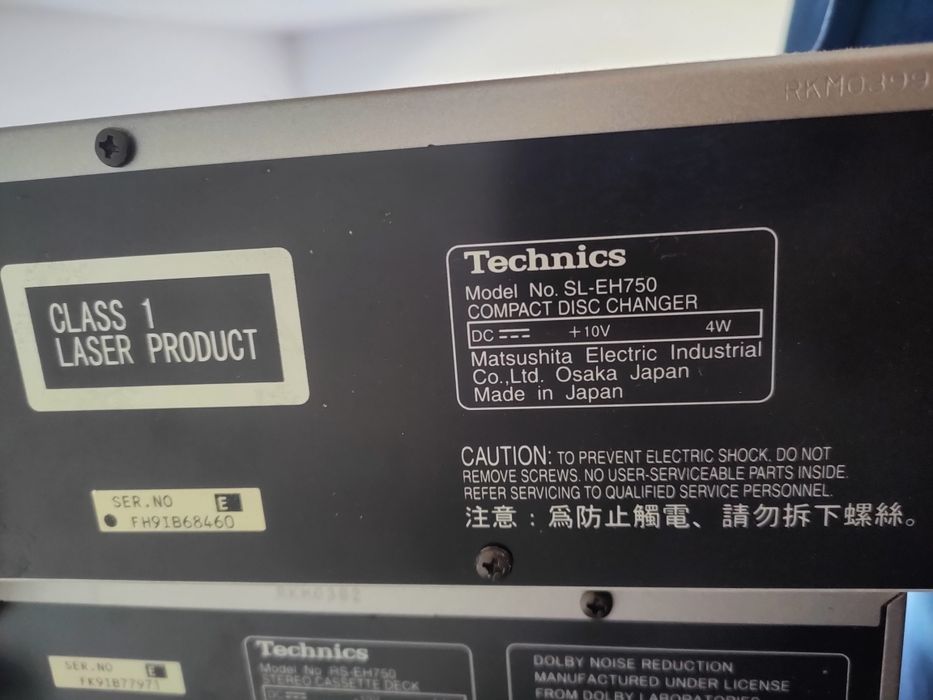 RKM0399
CLASS 1
LASER PRODUCT
Technics
Model No. SL-EH750
COMPACT DISC CHANGER
DC +10V 4W
Matsushita Electric Industrial
Co.,Ltd. Osaka Japan
Made in Japan
SER.NO E
FH9IB68460
CAUTION: TO PREVENT ELECTRIC SHOCK, DO NOT
REMOVE SCREWS. NO USER-SERVICEABLE PARTS INSIDE.
REFER SERVICING TO QUALIFIED SERVICE PERSONNEL.
注意：爲防止觸電、請勿拆下螺絲。
SER.NO E
Technics
Model No. RS-EH750
STEREO CASSETTE DECK
DC
DOLBY NOISE REDUCTION
MANUFACTURED UNDER LICENSE
FROM DOLBY LABORATORIES